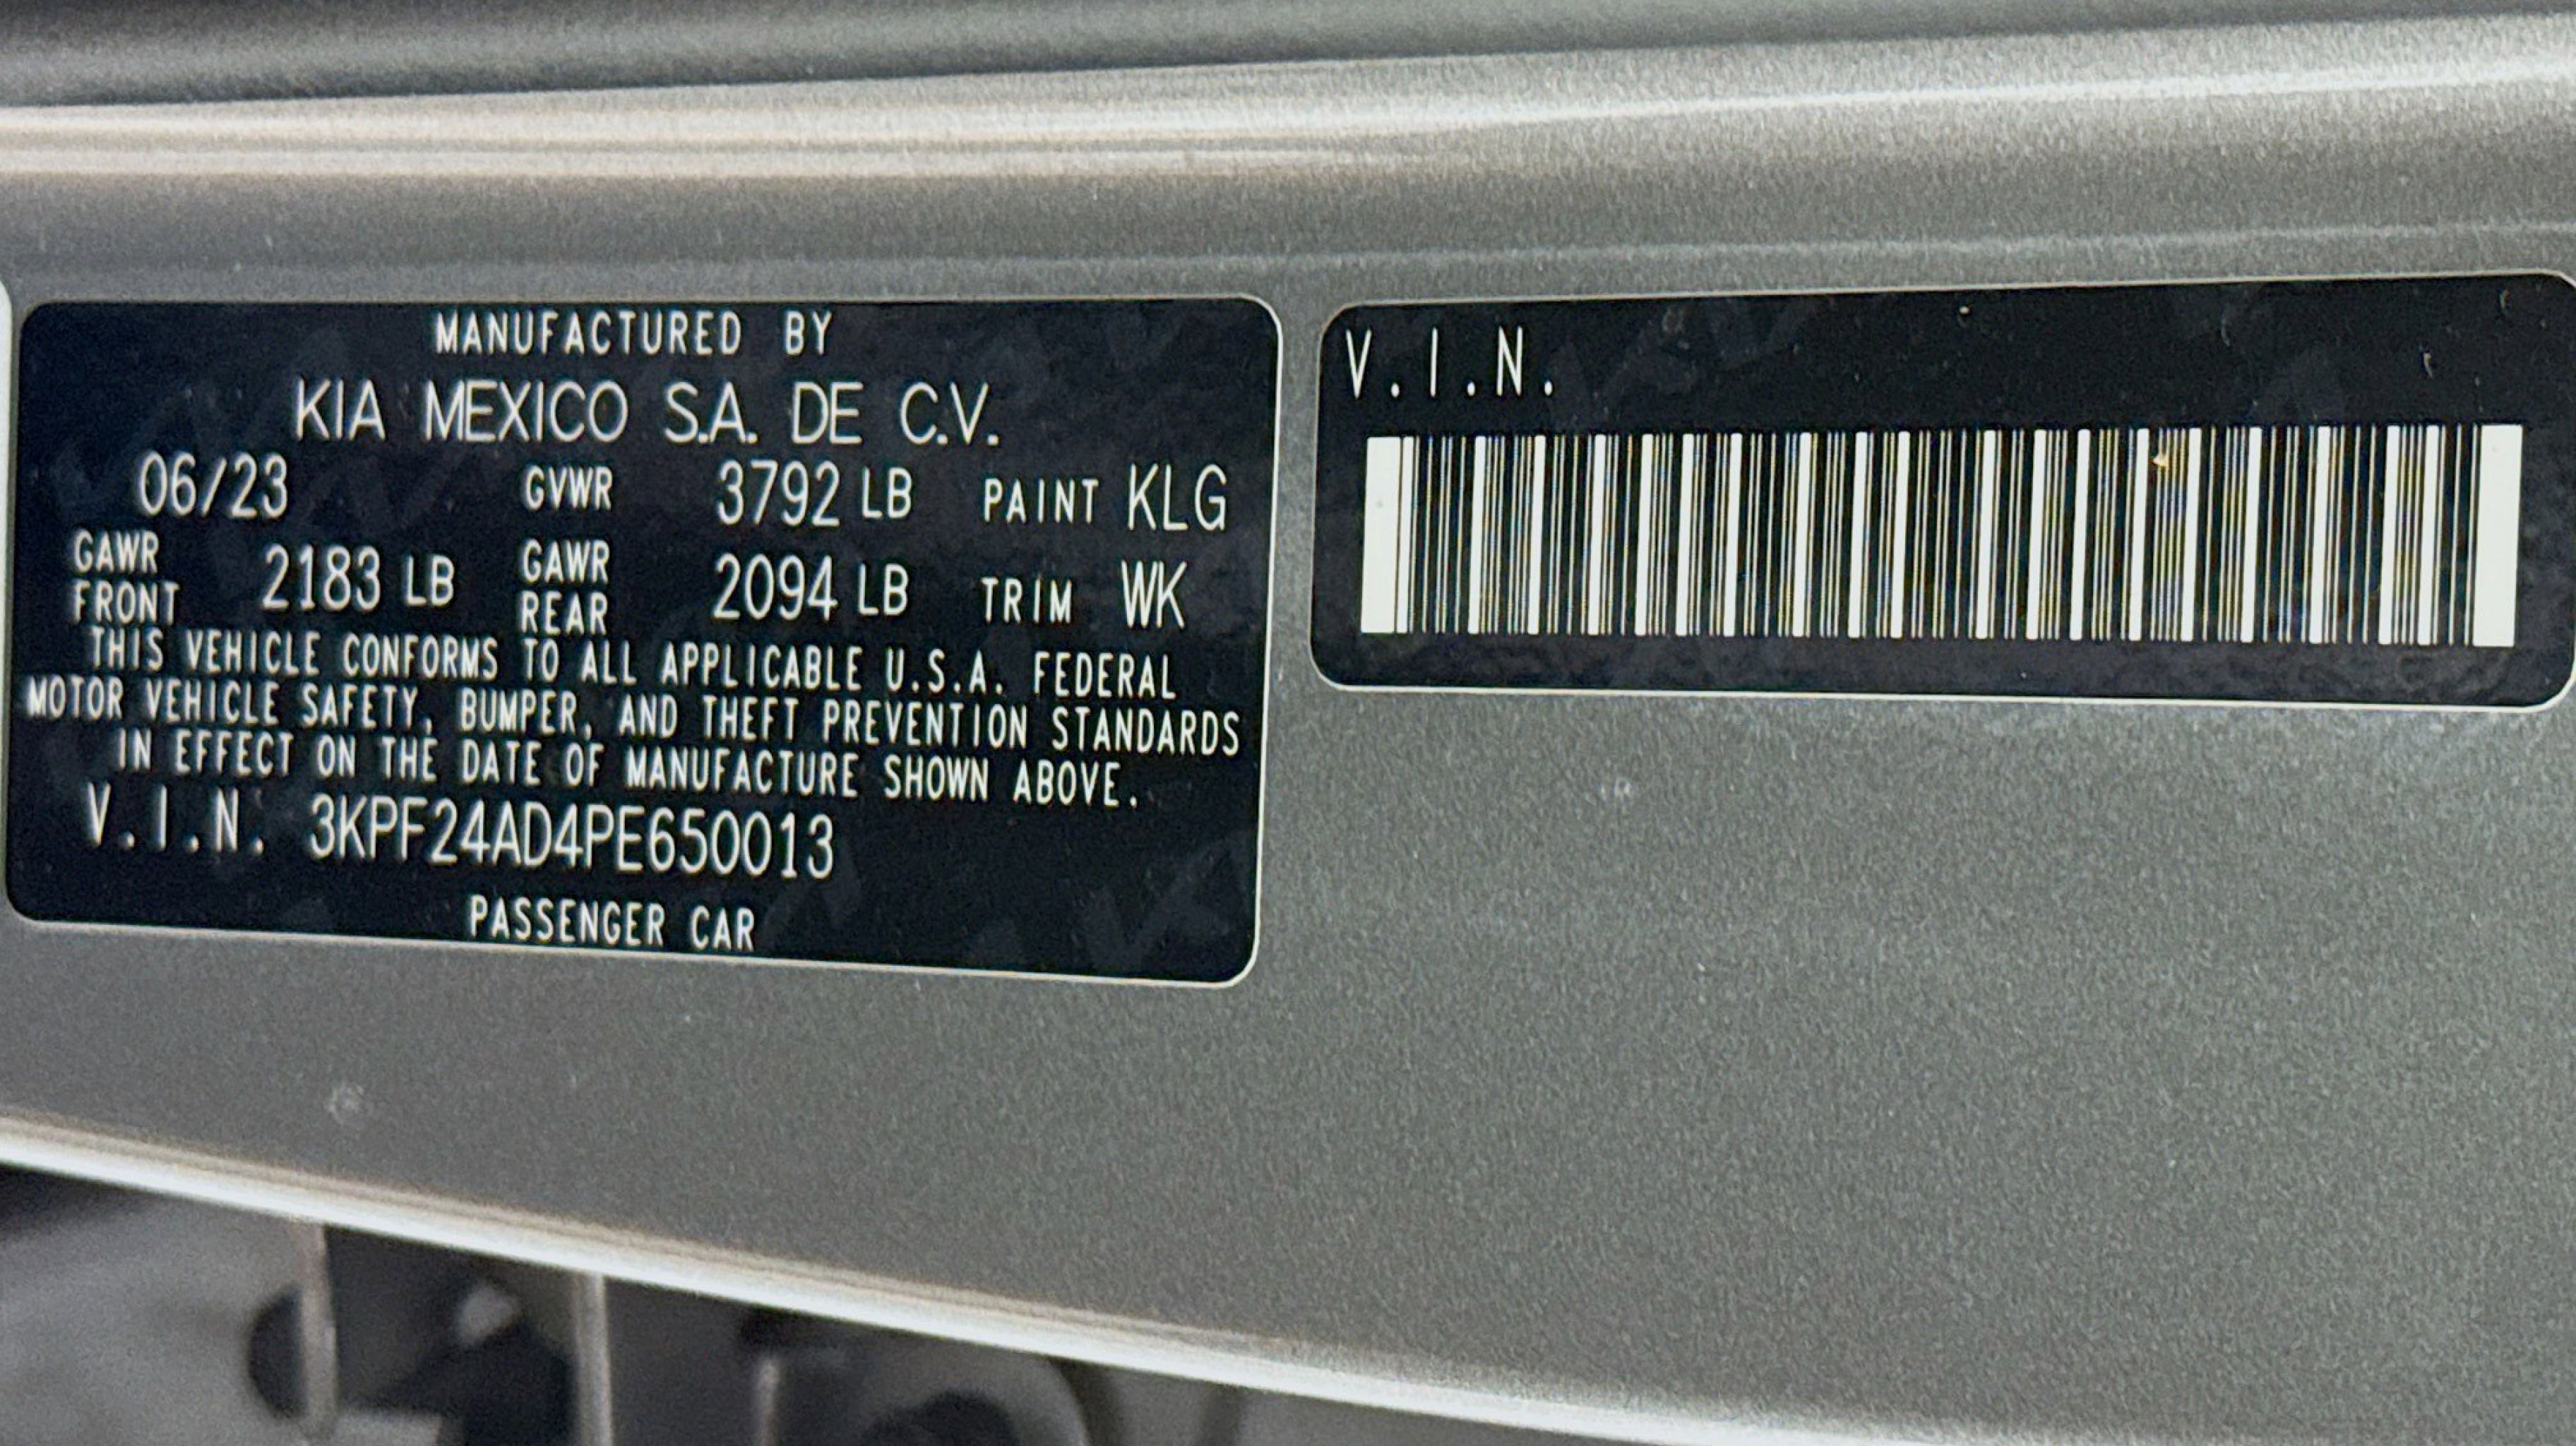 MANUFACTURED BY
KIA MEXICO S.A. DE C.V.
06/23 GVWR 3792 LB PAINT KLG
GAWR FRONT 2183 LB GAWR REAR 2094 LB TRIM WK
THIS VEHICLE CONFORMS TO ALL APPLICABLE U.S.A. FEDERAL
MOTOR VEHICLE SAFETY, BUMPER, AND THEFT PREVENTION STANDARDS
IN EFFECT ON THE DATE OF MANUFACTURE SHOWN ABOVE.
V.I.N. 3KPF24AD4PE650013
PASSENGER CAR
V.I.N.